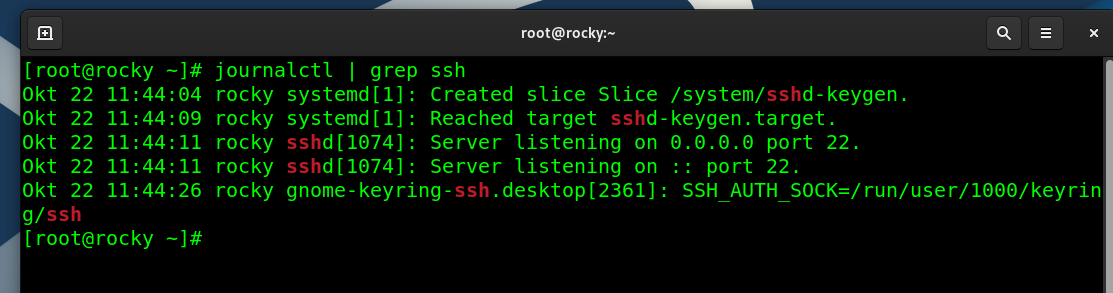 root@rocky:~
[root@rocky ~]# journalctl | grep ssh
Okt 22 11:44:04 rocky systemd[1]: Created slice Slice /system/sshd-keygen.
Okt 22 11:44:09 rocky systemd[1]: Reached target sshd-keygen.target.
Okt 22 11:44:11 rocky sshd[1074]: Server listening on 0.0.0.0 port 22.
Okt 22 11:44:11 rocky sshd[1074]: Server listening on :: port 22.
Okt 22 11:44:26 rocky gnome-keyring-ssh.desktop[2361]: SSH_AUTH_SOCK=/run/user/1000/keyrin
g/ssh
[root@rocky ~]#